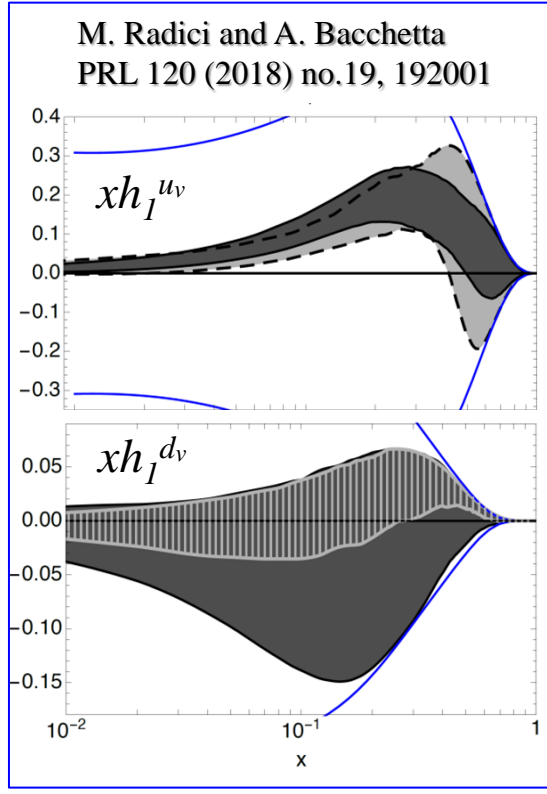 M. Radici and A. Bacchetta
PRL 120 (2018) no.19, 192001
0.4
0.3
xh₁ᵘᵛ
0.2
0.1
0.0
-0.1
-0.2
-0.3
xh₁ᵈᵛ
0.05
0.00
-0.05
-0.10
-0.15
10⁻² 10⁻¹ 1
x